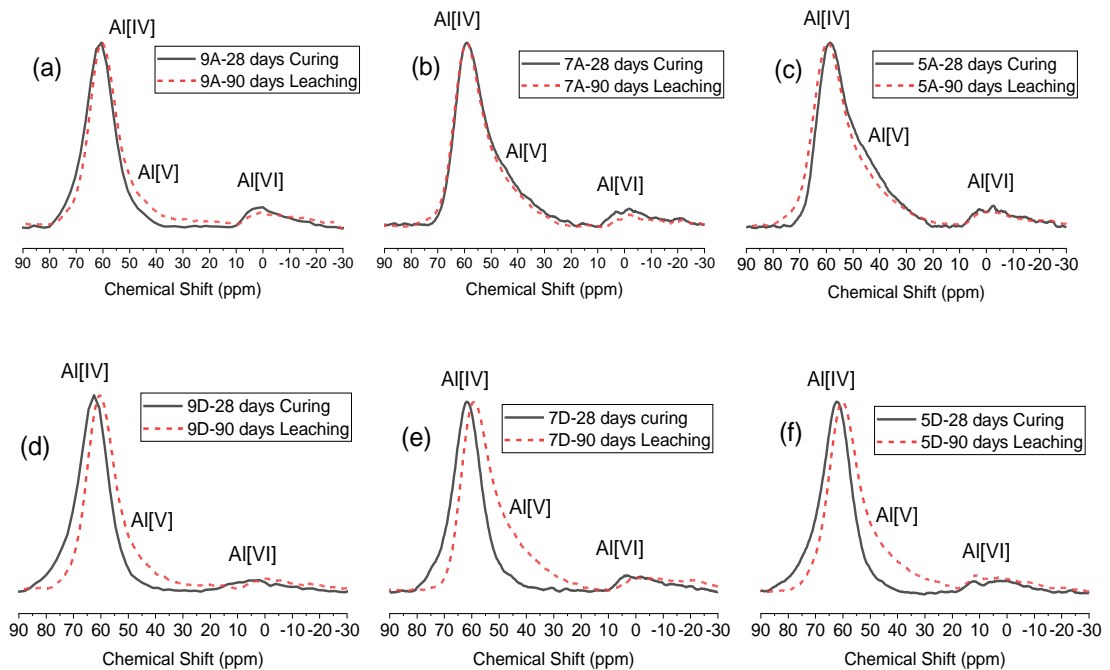 Al[IV]
(a)
9A-28 days Curing
9A-90 days Leaching
Al[V]
Al[VI]
90 80 70 60 50 40 30 20 10 0 -10 -20 -30
Chemical Shift (ppm)
Al[IV]
(b)
7A-28 days Curing
7A-90 days Leaching
Al[V]
Al[VI]
90 80 70 60 50 40 30 20 10 0 -10 -20 -30
Chemical Shift (ppm)
Al[IV]
(c)
5A-28 days Curing
5A-90 days Leaching
Al[V]
Al[VI]
90 80 70 60 50 40 30 20 10 0 -10 -20 -30
Chemical Shift (ppm)
Al[IV]
(d)
9D-28 days Curing
9D-90 days Leaching
Al[V]
Al[VI]
90 80 70 60 50 40 30 20 10 0 -10 -20 -30
Chemical Shift (ppm)
Al[IV]
(e)
7D-28 days curing
7D-90 days Leaching
Al[V]
Al[VI]
90 80 70 60 50 40 30 20 10 0 -10 -20 -30
Chemical Shift (ppm)
Al[IV]
(f)
5D-28 days Curing
5D-90 days Leaching
Al[V]
Al[VI]
90 80 70 60 50 40 30 20 10 0 -10 -20 -30
Chemical Shift (ppm)